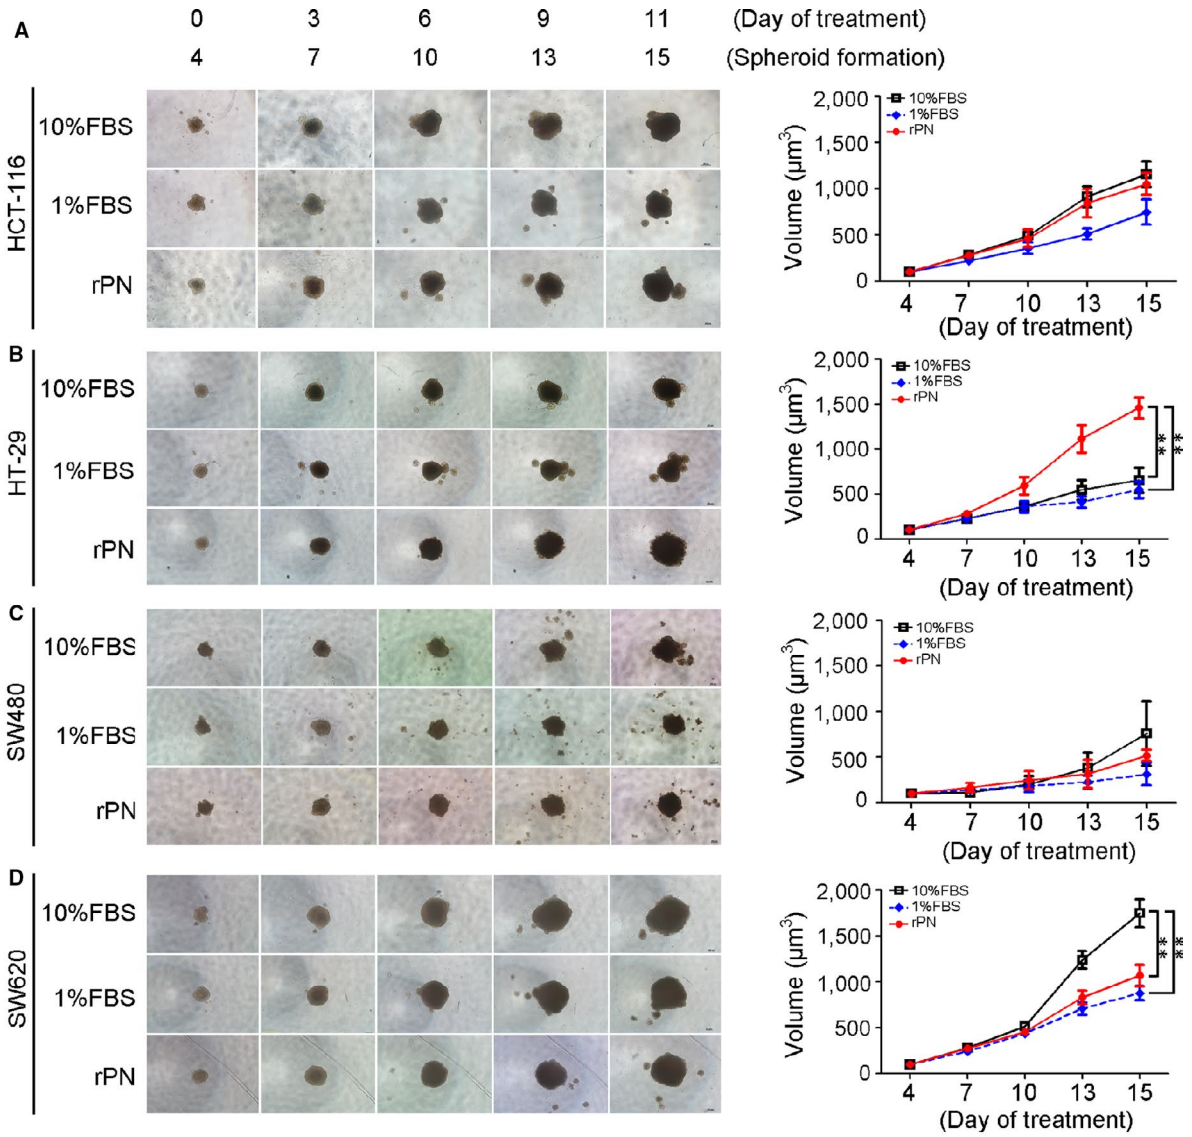 A
0 3 6 9 11 (Day of treatment)
4 7 10 13 15 (Spheroid formation)
HCT-116
10%FBS
1%FBS
rPN
2,000
1,500
1,000
500
0
Volume (µm³)
10%FBS
1%FBS
rPN
4 7 10 13 15
(Day of treatment)
B
HT-29
10%FBS
1%FBS
rPN
2,000
1,500
1,000
500
0
Volume (µm³)
10%FBS
1%FBS
rPN
**
**
4 7 10 13 15
(Day of treatment)
C
SW480
10%FBS
1%FBS
rPN
2,000
1,500
1,000
500
0
Volume (µm³)
10%FBS
1%FBS
rPN
4 7 10 13 15
(Day of treatment)
D
SW620
10%FBS
1%FBS
rPN
2,000
1,500
1,000
500
0
Volume (µm³)
10%FBS
1%FBS
rPN
**
**
4 7 10 13 15
(Day of treatment)